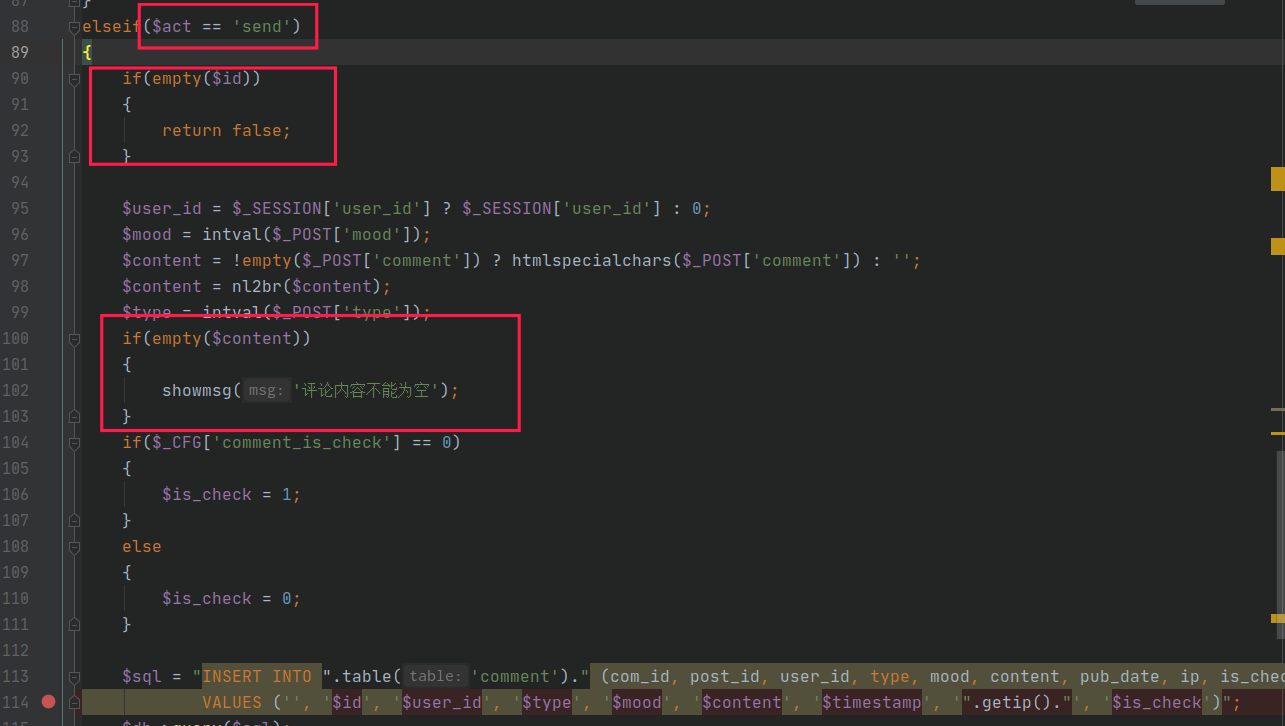 87 }
88 elseif($act == 'send')
89 {
90 if(empty($id))
91 {
92 return false;
93 }
94
95 $user_id = $_SESSION['user_id'] ? $_SESSION['user_id'] : 0;
96 $mood = intval($_POST['mood']);
97 $content = !empty($_POST['comment']) ? htmlspecialchars($_POST['comment']) : '';
98 $content = nl2br($content);
99 $type = intval($_POST['type']);
100 if(empty($content))
101 {
102 showmsg( msg: '评论内容不能为空');
103 }
104 if($_CFG['comment_is_check'] == 0)
105 {
106 $is_check = 1;
107 }
108 else
109 {
110 $is_check = 0;
111 }
112
113 $sql = "INSERT INTO ".table( table: 'comment')." (com_id, post_id, user_id, type, mood, content, pub_date, ip, is_chec
114 VALUES ('', '$id', '$user_id', '$type', '$mood', '$content', '$timestamp', '".getip()."', '$is_check')";